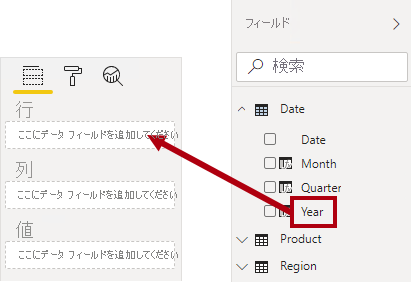 フィールド
検索
行
ここにデータ フィールドを追加してください
列
ここにデータ フィールドを追加してください
値
ここにデータ フィールドを追加してください
Date
Date
Month
Quarter
Year
Product
Region